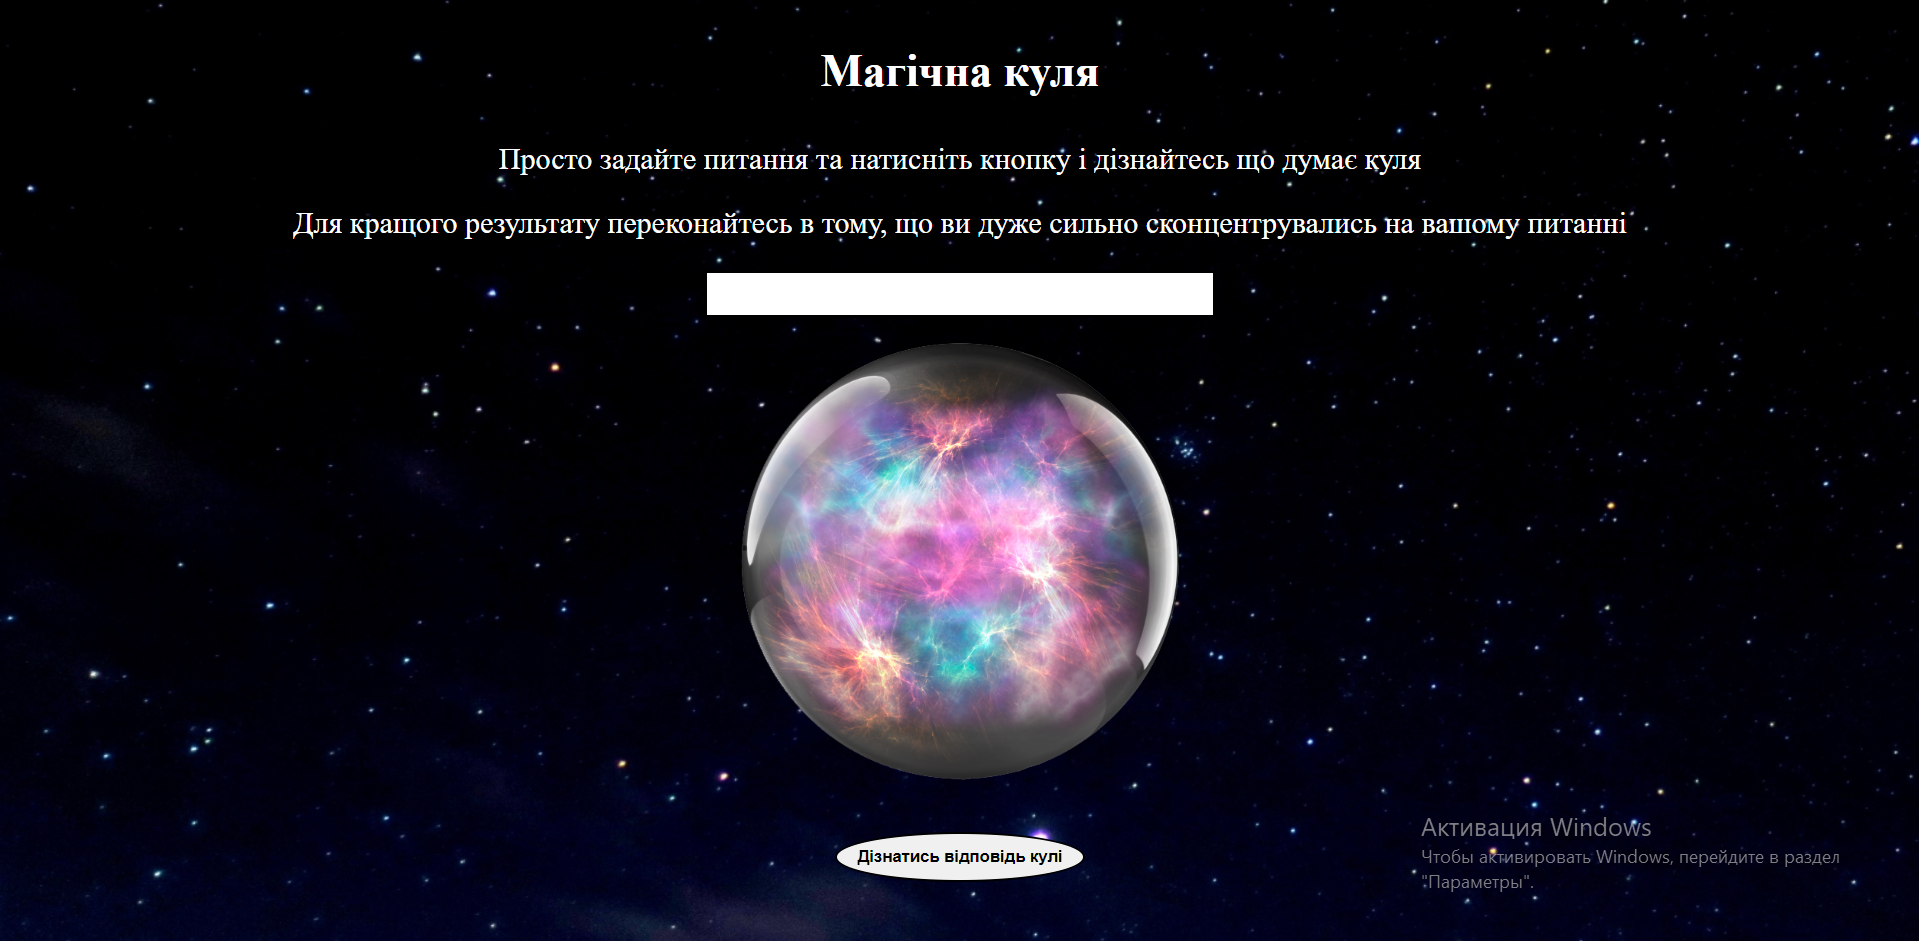 Магічна куля
Просто задайте питання та натисніть кнопку і дізнайтесь що думає куля
Для кращого результату переконайтесь в тому, що ви дуже сильно сконцентрувались на вашому питанні
Дізнатись відповідь кулі
Активация Windows
Чтобы активировать Windows, перейдите в раздел
"Параметры".